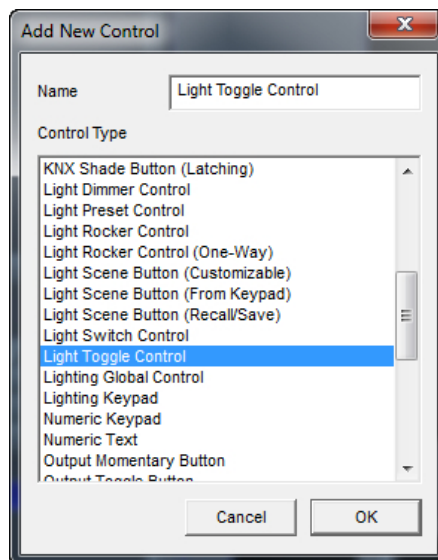 Add New Control
Name
Light Toggle Control
Control Type
KNX Shade Button (Latching)
Light Dimmer Control
Light Preset Control
Light Rocker Control
Light Rocker Control (One-Way)
Light Scene Button (Customizable)
Light Scene Button (From Keypad)
Light Scene Button (Recall/Save)
Light Switch Control
Light Toggle Control
Lighting Global Control
Lighting Keypad
Numeric Keypad
Numeric Text
Output Momentary Button
Output Toggle Button
Cancel
OK